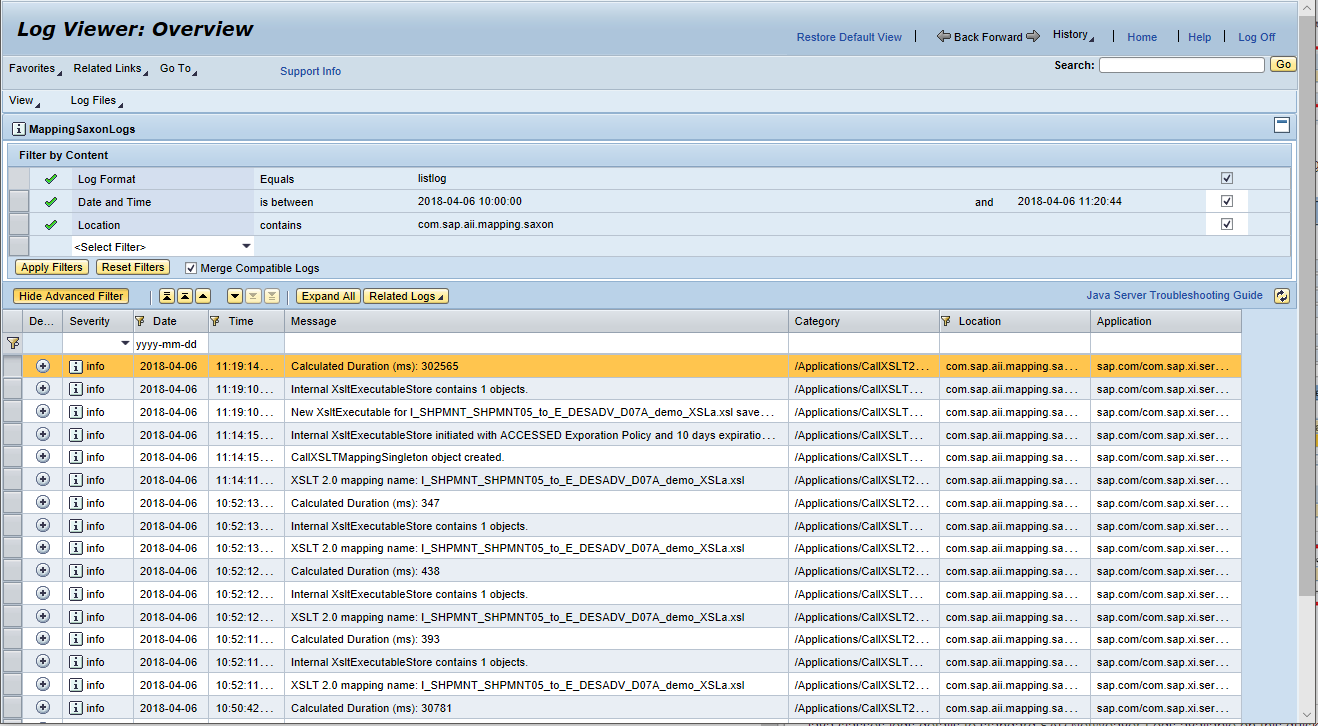 Log Viewer: Overview
Restore Default View | Back Forward History | Home | Help | Log Off
Favorites Related Links Go To Support Info
Search: Go
View Log Files
MappingSaxonLogs
Filter by Content
Log Format Equals listlog
Date and Time is between 2018-04-06 10:00:00 and 2018-04-06 11:20:44
Location contains com.sap.aii.mapping.saxon
<Select Filter>
Apply Filters Reset Filters Merge Compatible Logs
Hide Advanced Filter Expand All Related Logs Java Server Troubleshooting Guide
De... Severity Date Time Message Category Location Application
yyyy-mm-dd
info 2018-04-06 11:19:14... Calculated Duration (ms): 302565 /Applications/CallXSLT2... com.sap.aii.mapping.sa... sap.com/com.sap.xi.ser...
info 2018-04-06 11:19:10... Internal XsltExecutableStore contains 1 objects. /Applications/CallXSLT... com.sap.aii.mapping.sa... sap.com/com.sap.xi.ser...
info 2018-04-06 11:19:10... New XsltExecutable for I_SHPMNT_SHPMNT05_to_E_DESADV_D07A_demo_XSLa.xsl save... /Applications/CallXSLT... com.sap.aii.mapping.sa... sap.com/com.sap.xi.ser...
info 2018-04-06 11:14:15... Internal XsltExecutableStore initiated with ACCESSED Exporation Policy and 10 days expiratio... /Applications/CallXSLT... com.sap.aii.mapping.sa... sap.com/com.sap.xi.ser...
info 2018-04-06 11:14:15... CallXSLTMappingSingleton object created. /Applications/CallXSLT... com.sap.aii.mapping.sa... sap.com/com.sap.xi.ser...
info 2018-04-06 11:14:11... XSLT 2.0 mapping name: I_SHPMNT_SHPMNT05_to_E_DESADV_D07A_demo_XSLa.xsl /Applications/CallXSLT2... com.sap.aii.mapping.sa... sap.com/com.sap.xi.ser...
info 2018-04-06 10:52:13... Calculated Duration (ms): 347 /Applications/CallXSLT2... com.sap.aii.mapping.sa... sap.com/com.sap.xi.ser...
info 2018-04-06 10:52:13... Internal XsltExecutableStore contains 1 objects. /Applications/CallXSLT... com.sap.aii.mapping.sa... sap.com/com.sap.xi.ser...
info 2018-04-06 10:52:13... XSLT 2.0 mapping name: I_SHPMNT_SHPMNT05_to_E_DESADV_D07A_demo_XSLa.xsl /Applications/CallXSLT2... com.sap.aii.mapping.sa... sap.com/com.sap.xi.ser...
info 2018-04-06 10:52:12... Calculated Duration (ms): 438 /Applications/CallXSLT2... com.sap.aii.mapping.sa... sap.com/com.sap.xi.ser...
info 2018-04-06 10:52:12... Internal XsltExecutableStore contains 1 objects. /Applications/CallXSLT... com.sap.aii.mapping.sa... sap.com/com.sap.xi.ser...
info 2018-04-06 10:52:12... XSLT 2.0 mapping name: I_SHPMNT_SHPMNT05_to_E_DESADV_D07A_demo_XSLa.xsl /Applications/CallXSLT2... com.sap.aii.mapping.sa... sap.com/com.sap.xi.ser...
info 2018-04-06 10:52:11... Calculated Duration (ms): 393 /Applications/CallXSLT2... com.sap.aii.mapping.sa... sap.com/com.sap.xi.ser...
info 2018-04-06 10:52:11... Internal XsltExecutableStore contains 1 objects. /Applications/CallXSLT... com.sap.aii.mapping.sa... sap.com/com.sap.xi.ser...
info 2018-04-06 10:52:11... XSLT 2.0 mapping name: I_SHPMNT_SHPMNT05_to_E_DESADV_D07A_demo_XSLa.xsl /Applications/CallXSLT2... com.sap.aii.mapping.sa... sap.com/com.sap.xi.ser...
info 2018-04-06 10:50:42... Calculated Duration (ms): 30781 /Applications/CallXSLT2... com.sap.aii.mapping.sa... sap.com/com.sap.xi.ser...